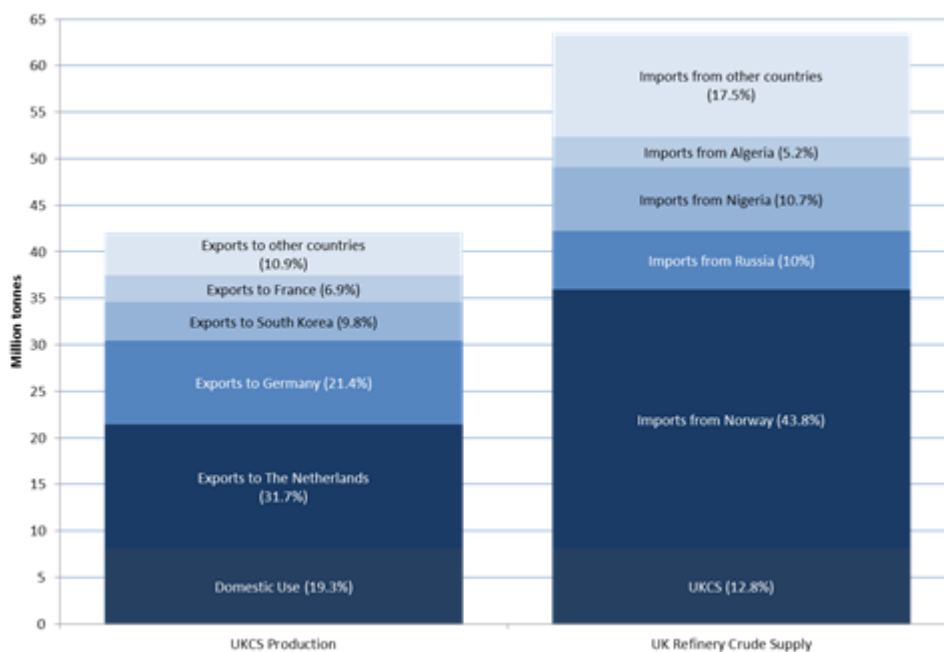 65
60
55
50
45
40
35
30
25
20
15
10
5
0
Million tonnes
Exports to other countries
(10.9%)
Exports to France (6.9%)
Exports to South Korea (9.8%)
Exports to Germany (21.4%)
Exports to The Netherlands
(31.7%)
Domestic Use (19.3%)
Imports from other countries
(17.5%)
Imports from Algeria (5.2%)
Imports from Nigeria (10.7%)
Imports from Russia (10%)
Imports from Norway (43.8%)
UKCS (12.8%)
UKCS Production
UK Refinery Crude Supply